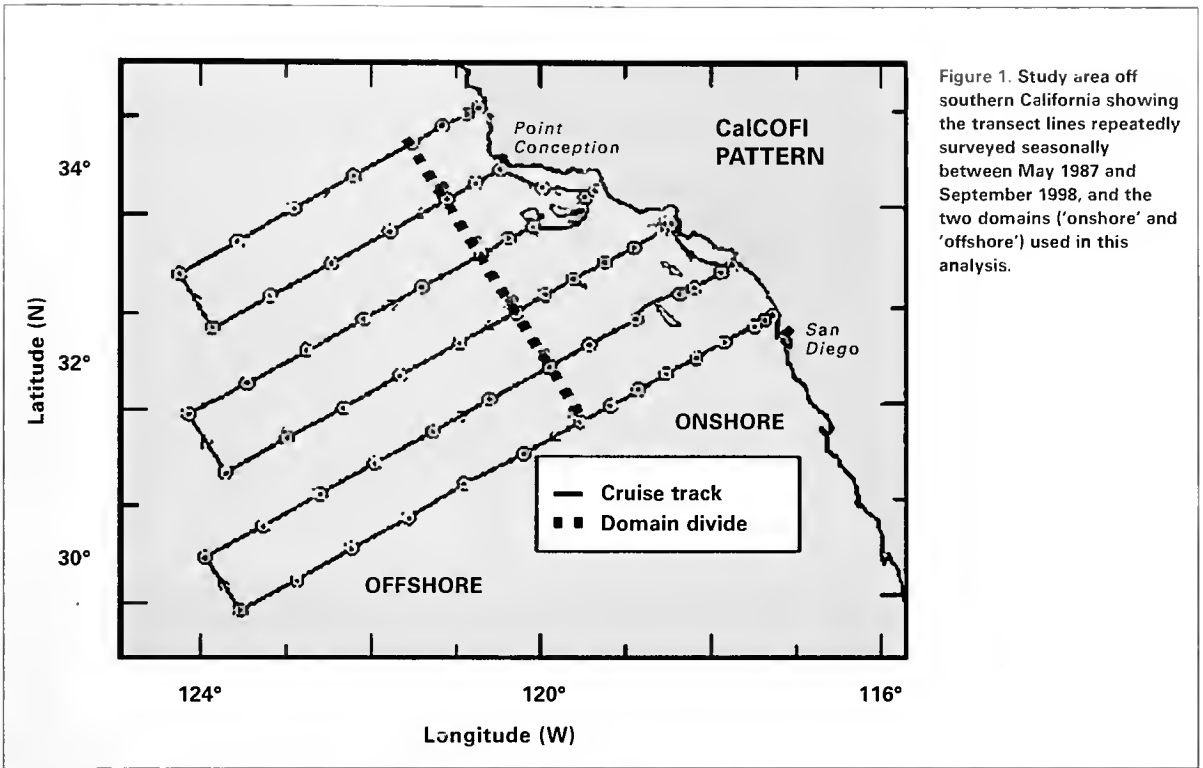 Point
Conception
CalCOFI
PATTERN
34°
32°
30°
Latitude (N)
San
Diego
ONSHORE
Cruise track
Domain divide
OFFSHORE
124°
120°
116°
Longitude (W)
Figure 1. Study area off
southern California showing
the transect lines repeatedly
surveyed seasonally
between May 1987 and
September 1998, and the
two domains ('onshore' and
'offshore') used in this
analysis.